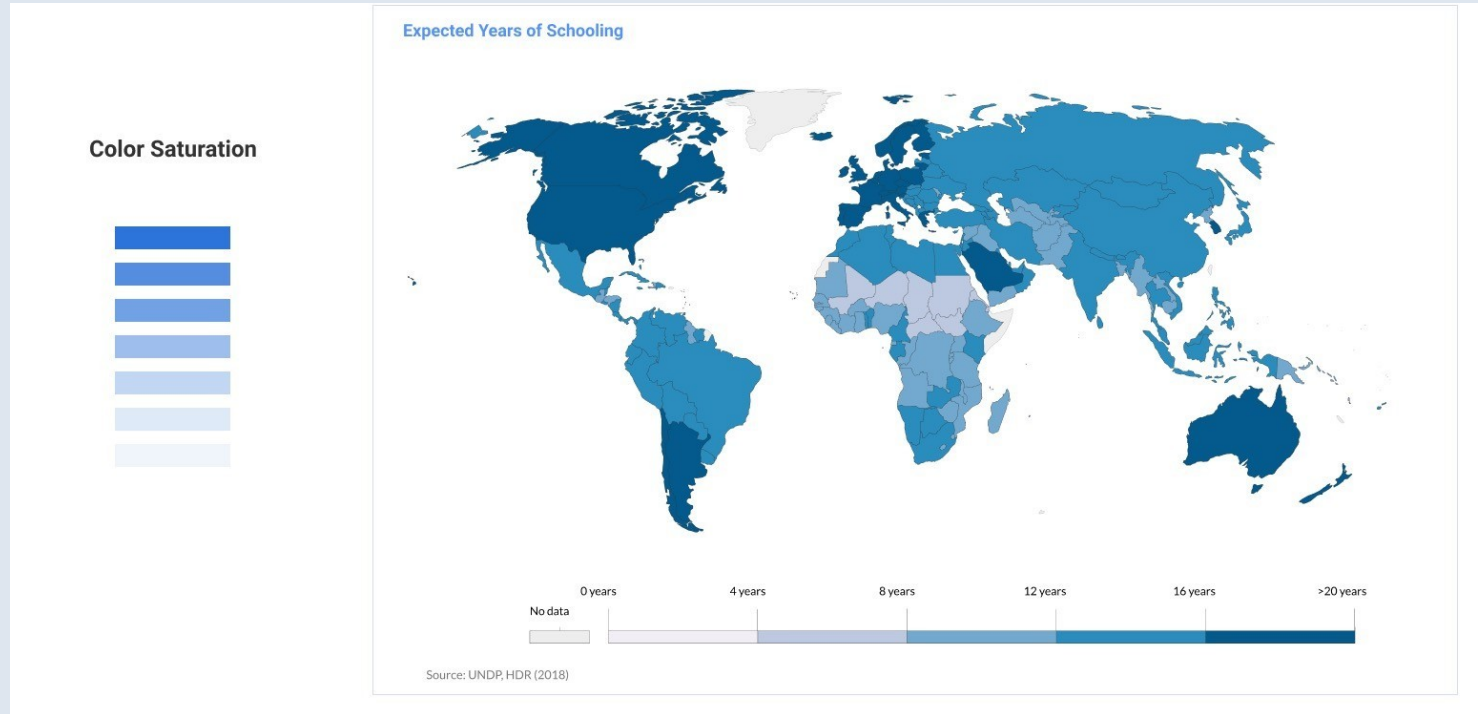 Expected Years of Schooling
Color Saturation
0 years 4 years 8 years 12 years 16 years >20 years
No data
Source: UNDP, HDR (2018)